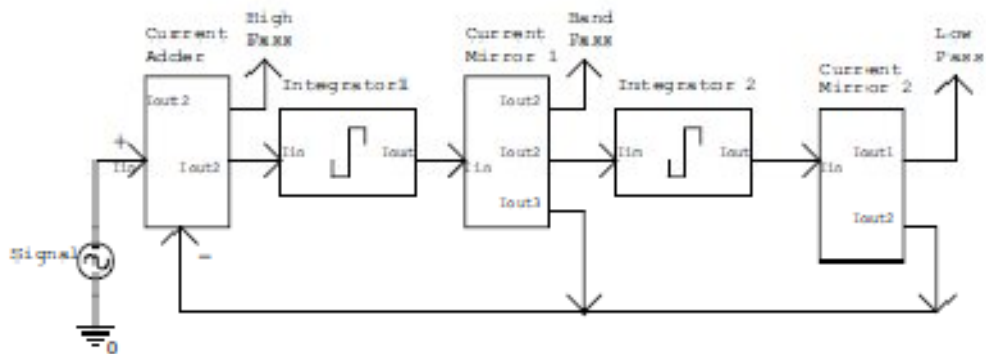 High
Pass
Current
Adder
Current
Mirror 1
Band
Pass
Low
Pass
Integrator1
Integrator 2
Current
Mirror 2
Iout2
Iout2
+
Iin
Iin
Iout
Iin
Iout2
Iout2
Iout3
Iin
Iout
Iin
Iout1
Iout2
Signal
−
0